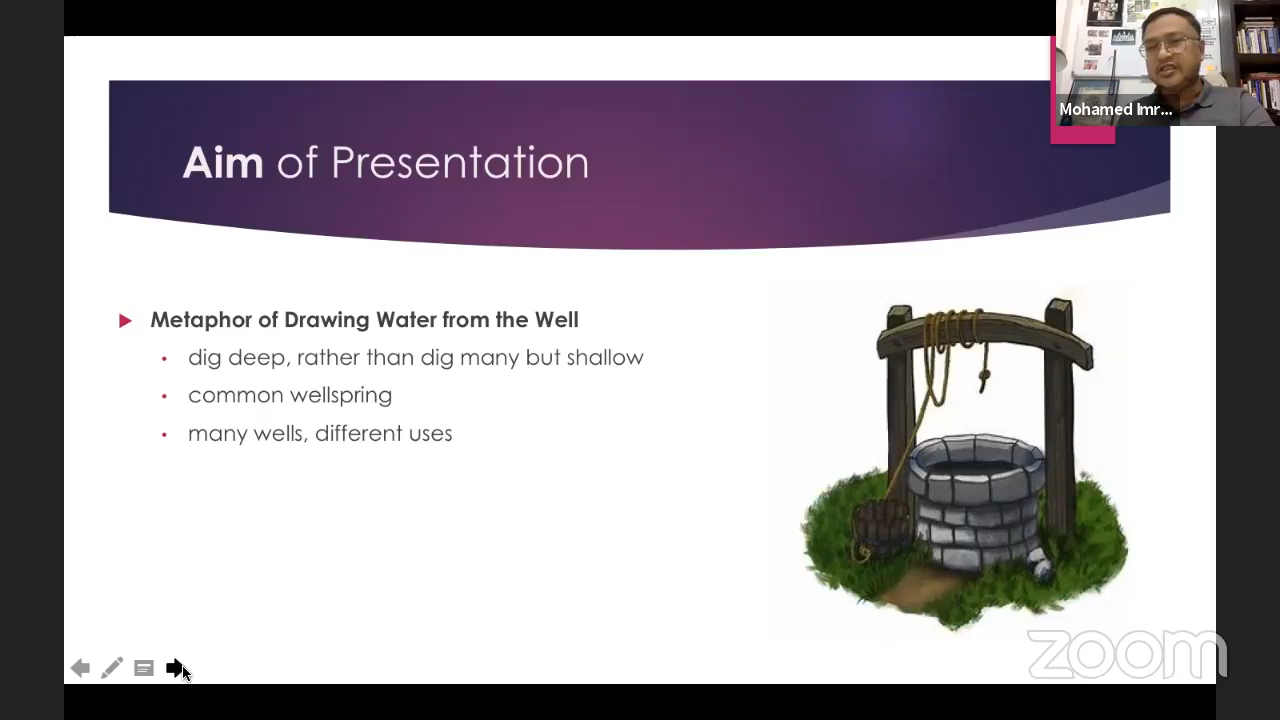 Mohamed Imr...
Aim of Presentation
Metaphor of Drawing Water from the Well
dig deep, rather than dig many but shallow
common wellspring
many wells, different uses
zoom